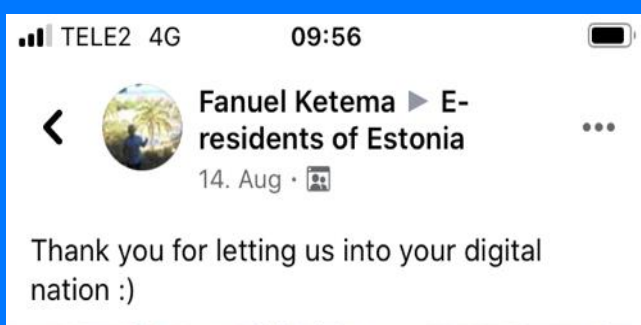 TELE2 4G 09:56
Fanuel Ketema ▶ E-
residents of Estonia
14. Aug ·
Thank you for letting us into your digital
nation :)